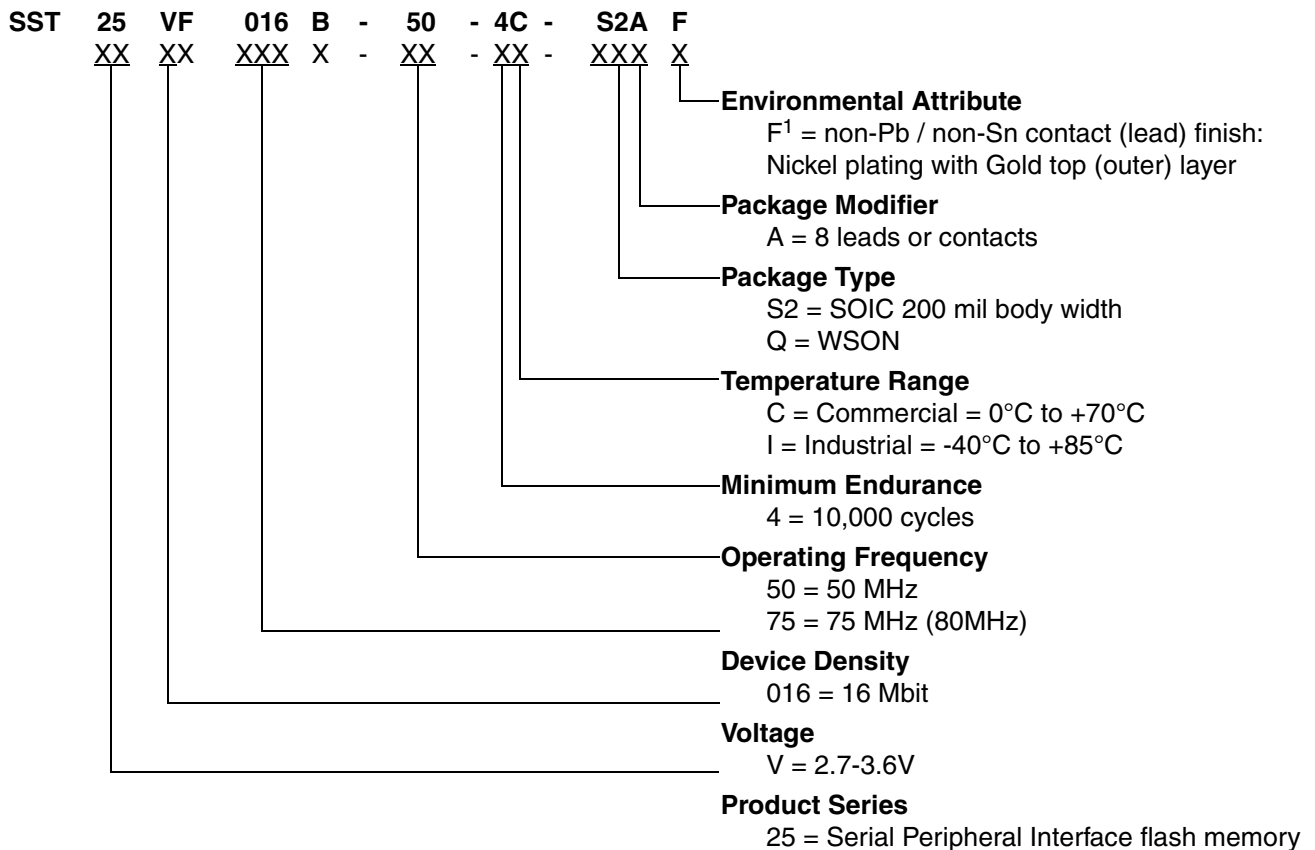 SST 25 VF 016 B - 50 - 4C - S2A F
XX XX XXX X - XX - XX - XXX X
Environmental Attribute
F1 = non-Pb / non-Sn contact (lead) finish:
Nickel plating with Gold top (outer) layer
Package Modifier
A = 8 leads or contacts
Package Type
S2 = SOIC 200 mil body width
Q = WSON
Temperature Range
C = Commercial = 0°C to +70°C
I = Industrial = -40°C to +85°C
Minimum Endurance
4 = 10,000 cycles
Operating Frequency
50 = 50 MHz
75 = 75 MHz (80MHz)
Device Density
016 = 16 Mbit
Voltage
V = 2.7-3.6V
Product Series
25 = Serial Peripheral Interface flash memory